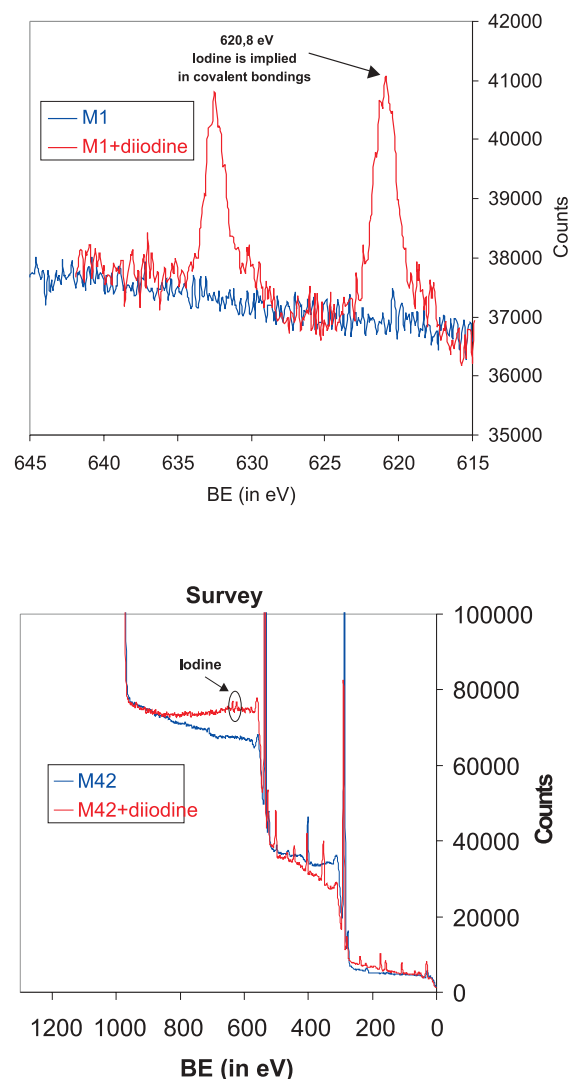 42000
620,8 eV
Iodine is implied
in covalent bondings
41000
M1
M1+diiodine
40000
39000
Counts
38000
37000
36000
35000
645 640 635 630 625 620 615
BE (in eV)
Survey
100000
Iodine
80000
M42
M42+diiodine
60000
Counts
40000
20000
0
1200 1000 800 600 400 200 0
BE (in eV)